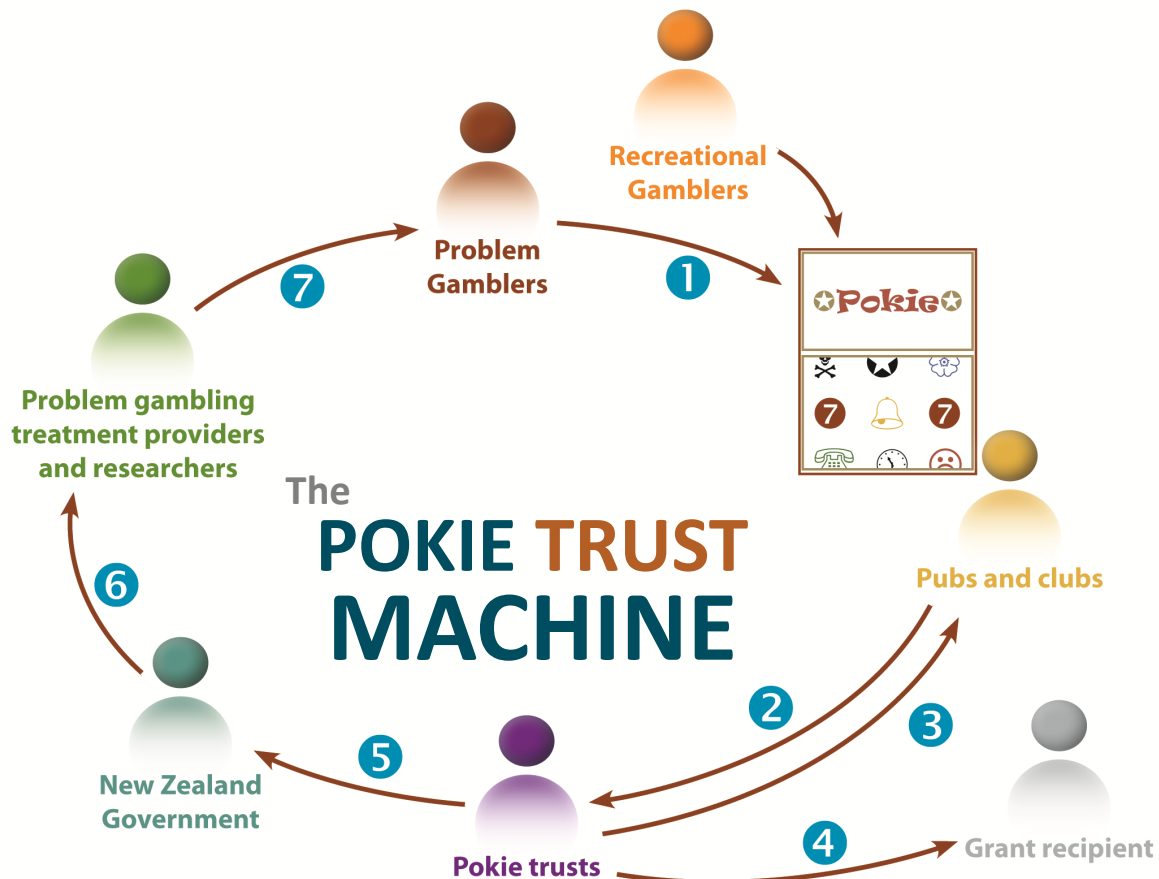 Recreational
Gamblers
Problem
Gamblers
7
1
Pokie
7
7
Problem gambling
treatment providers
and researchers
The
POKIE TRUST
MACHINE
Pubs and clubs
6
2
3
5
New Zealand
Government
4
Grant recipient
Pokie trusts